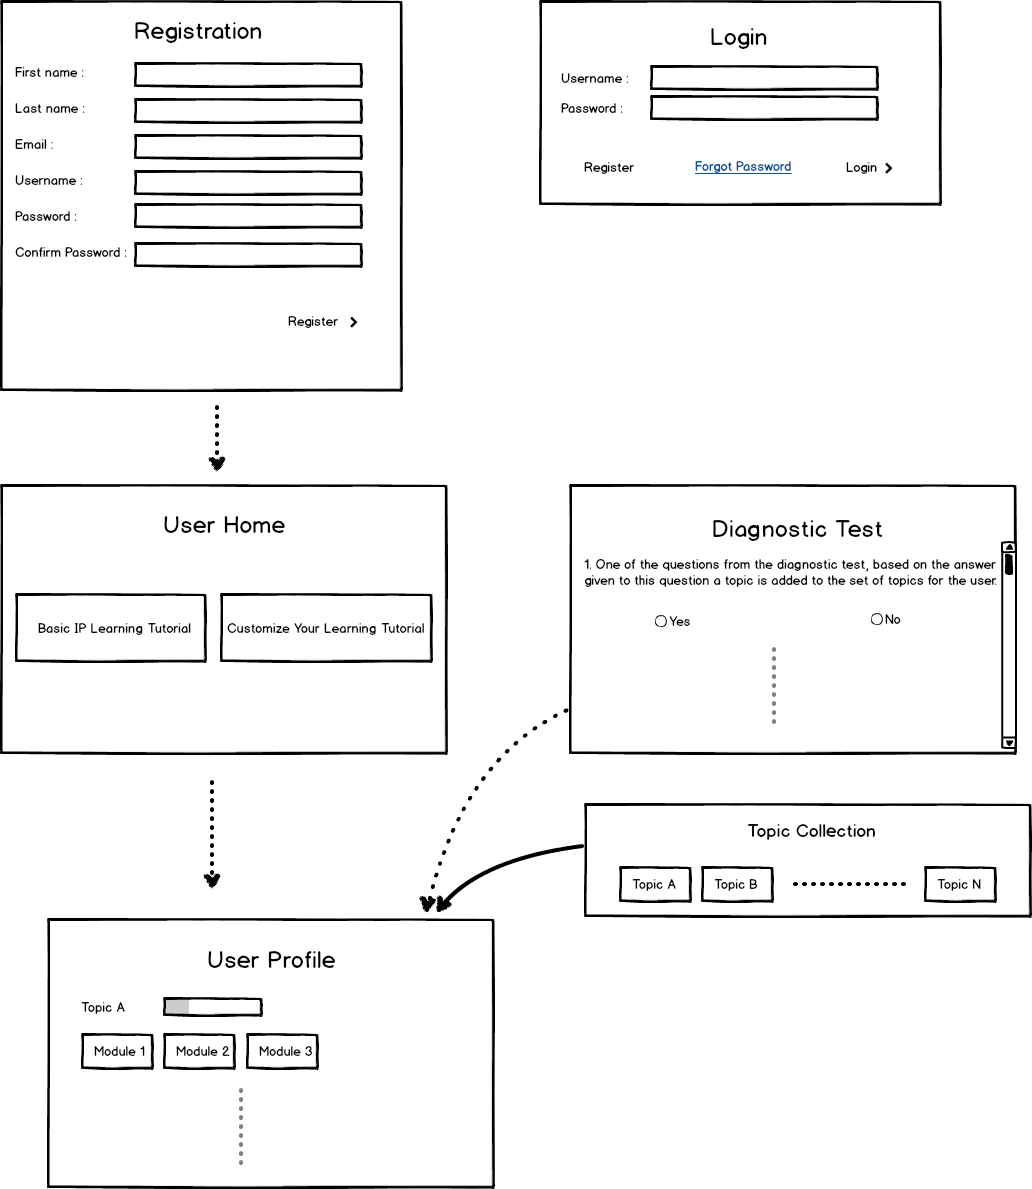 Registration
First name :
Last name :
Email :
Username :
Password :
Confirm Password :
Register
Login
Username :
Password :
Register
Forgot Password
Login
User Home
Basic IP Learning Tutorial
Customize Your Learning Tutorial
Diagnostic Test
1. One of the questions from the diagnostic test, based on the answer
given to this question a topic is added to the set of topics for the user.
Yes
No
Topic Collection
Topic A
Topic B
Topic N
User Profile
Topic A
Module 1
Module 2
Module 3